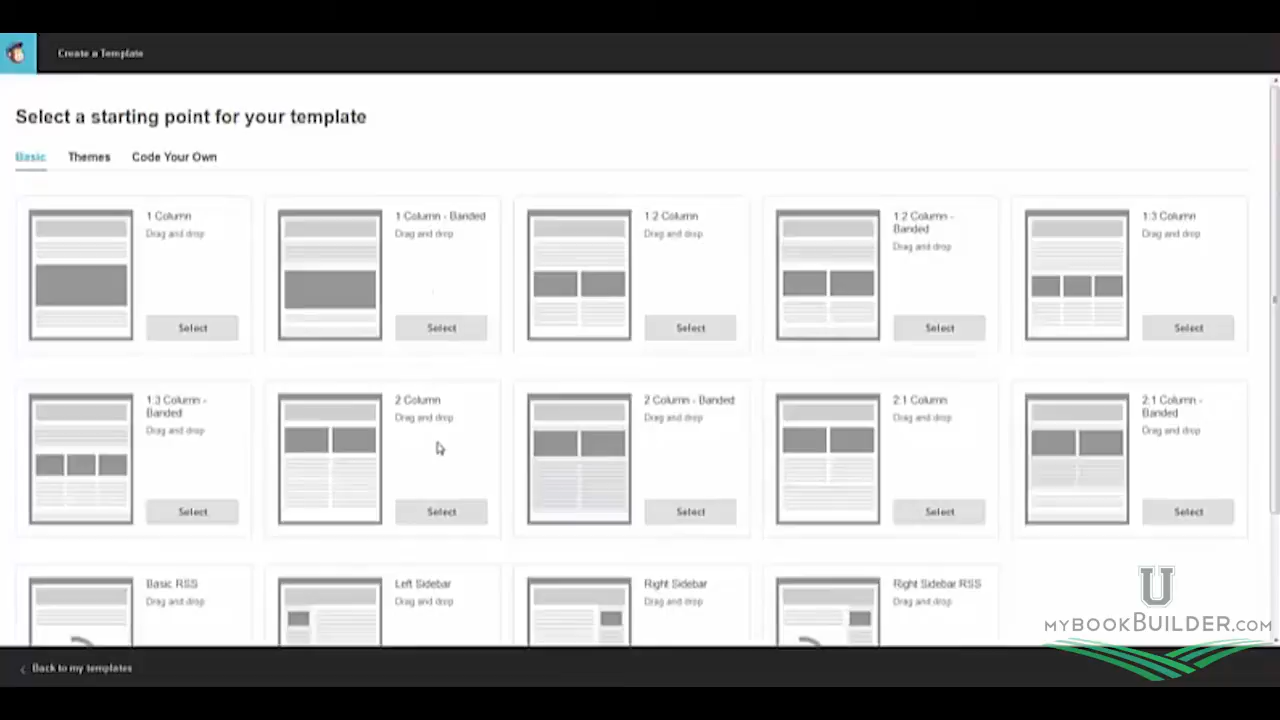 Create a Template
Select a starting point for your template
Basic
Themes
Code Your Own
1 Column
Drag and drop
Select
1 Column - Banded
Drag and drop
Select
1:2 Column
Drag and drop
Select
1:2 Column -
Banded
Drag and drop
Select
1:3 Column
Drag and drop
Select
1:3 Column -
Banded
Drag and drop
Select
2 Column
Drag and drop
Select
2 Column - Banded
Drag and drop
Select
2:1 Column
Drag and drop
Select
2:1 Column -
Banded
Drag and drop
Select
Basic RSS
Drag and drop
Left Sidebar
Drag and drop
Right Sidebar
Drag and drop
Right Sidebar RSS
Drag and drop
U
MYBOOKBUILDER.COM
Back to my templates